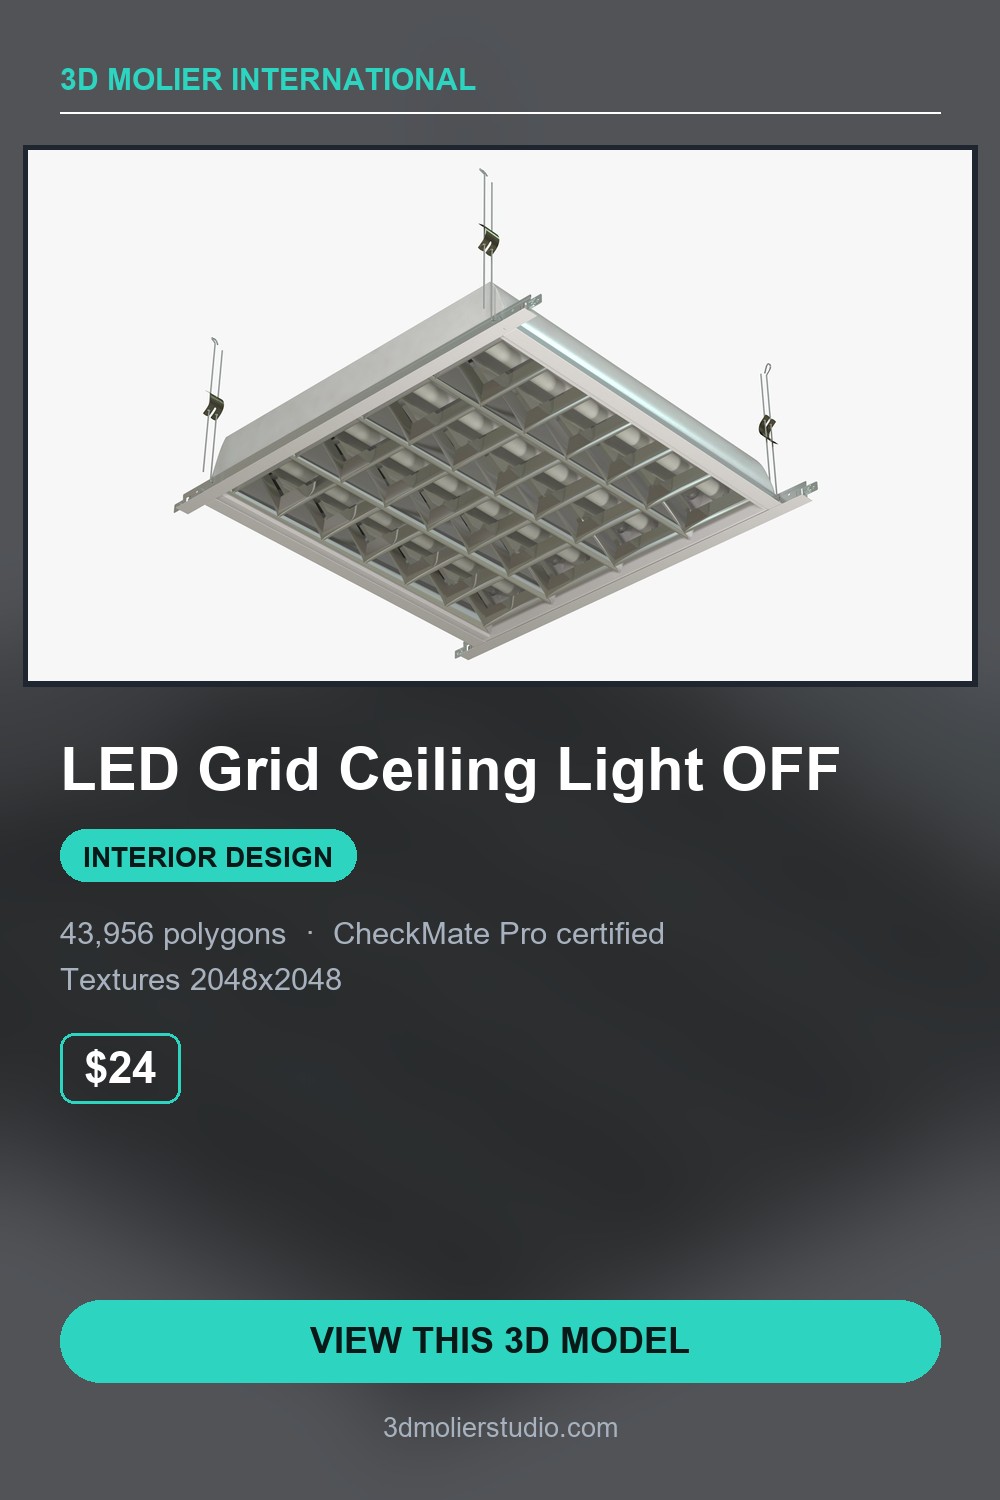 3D MOLIER INTERNATIONAL
LED Grid Ceiling Light OFF
INTERIOR DESIGN
43,956 polygons · CheckMate Pro certified
Textures 2048x2048
$24
VIEW THIS 3D MODEL
3dmolierstudio.com